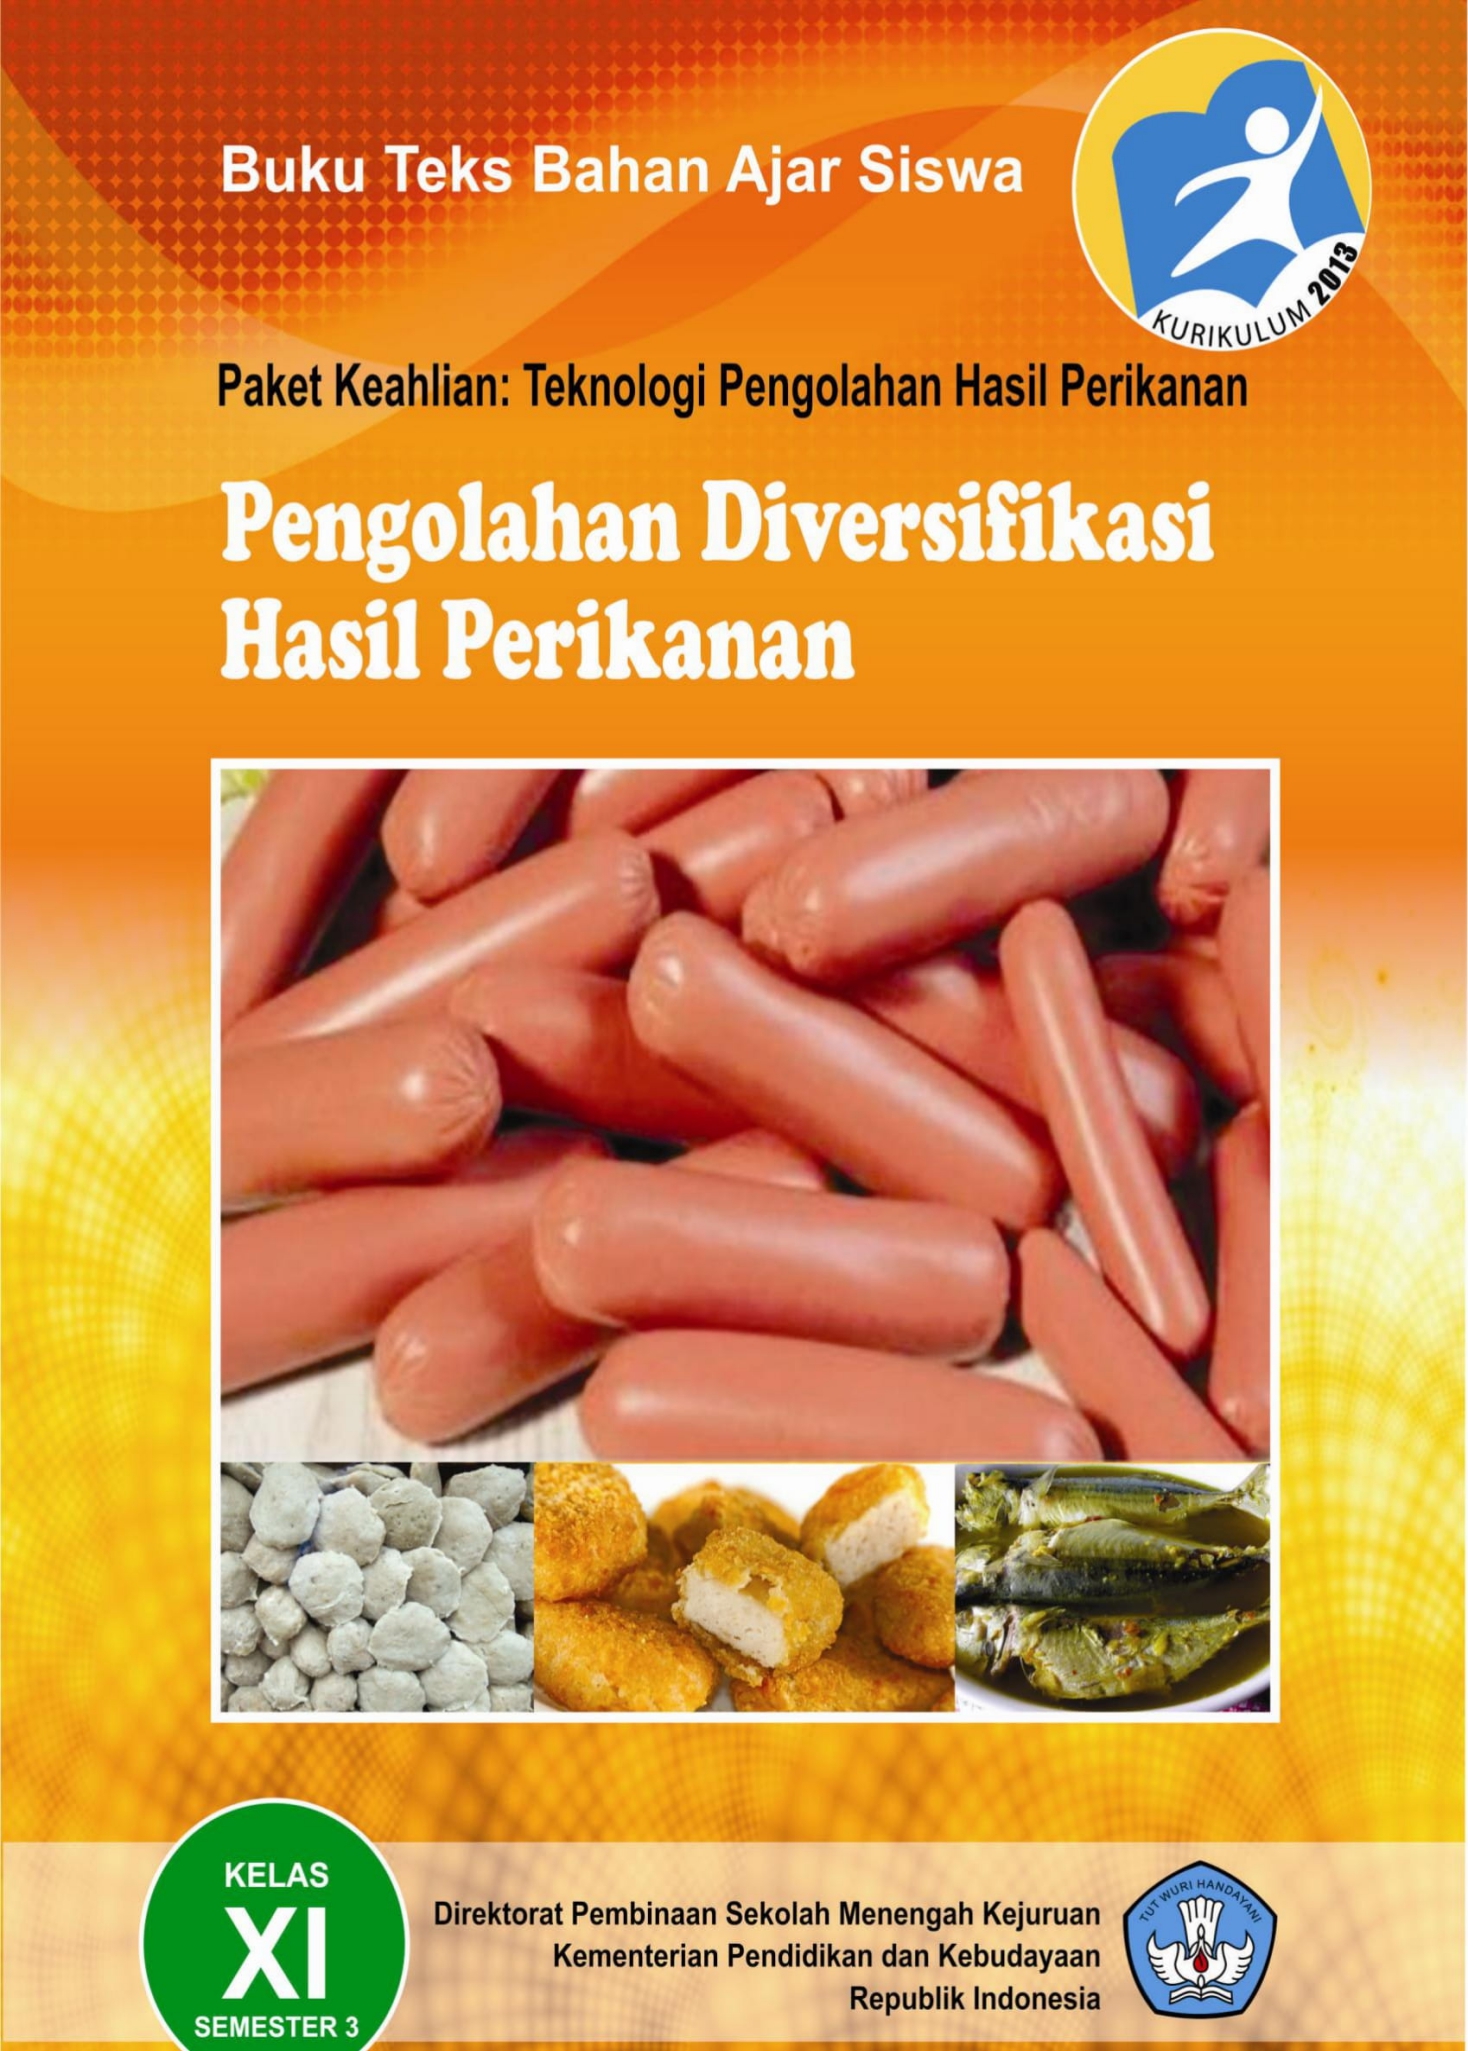 Buku Teks Bahan Ajar Siswa
KURIKULUM 2013
Paket Keahlian: Teknologi Pengolahan Hasil Perikanan
Pengolahan Diversifikasi
Hasil Perikanan
KELAS
XI
SEMESTER 3
Direktorat Pembinaan Sekolah Menengah Kejuruan
Kementerian Pendidikan dan Kebudayaan
Republik Indonesia
TUT WURI HANDAYANI